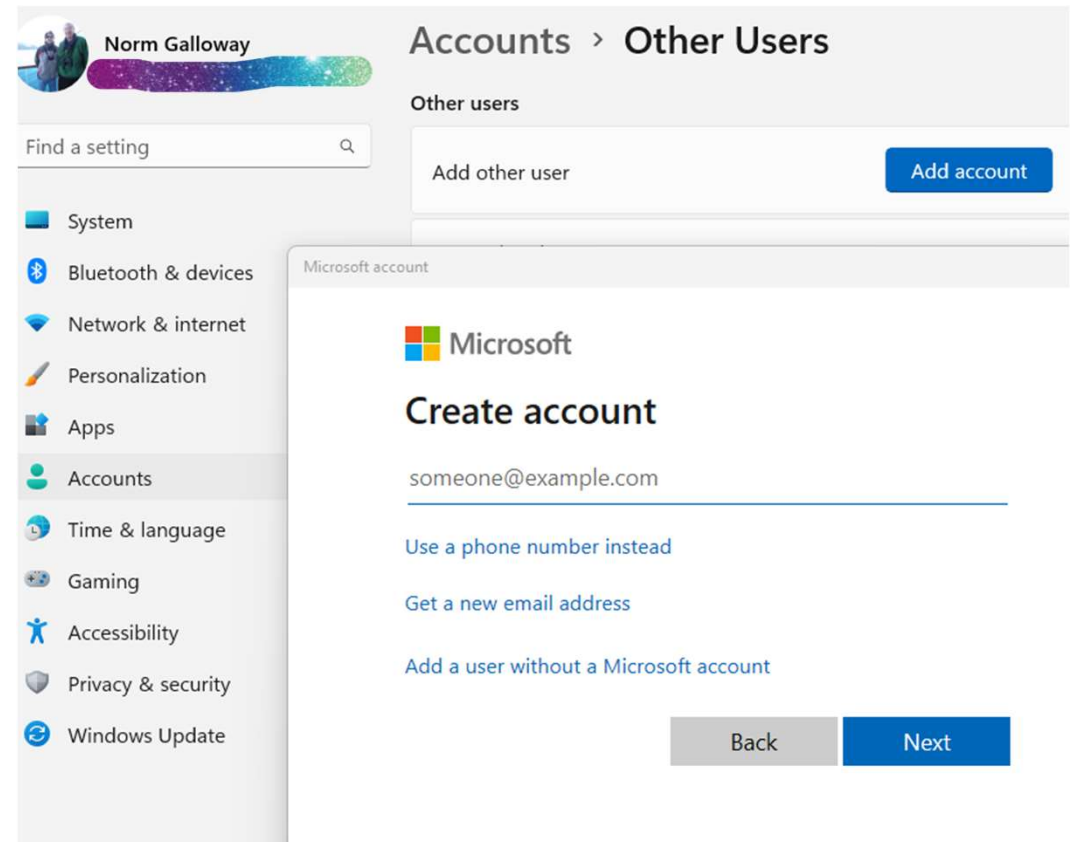 Norm Galloway
Find a setting
System
Bluetooth & devices
Network & internet
Personalization
Apps
Accounts
Time & language
Gaming
Accessibility
Privacy & security
Windows Update
Accounts > Other Users
Other users
Add other user
Add account
Microsoft account
Microsoft
Create account
someone@example.com
Use a phone number instead
Get a new email address
Add a user without a Microsoft account
Back
Next